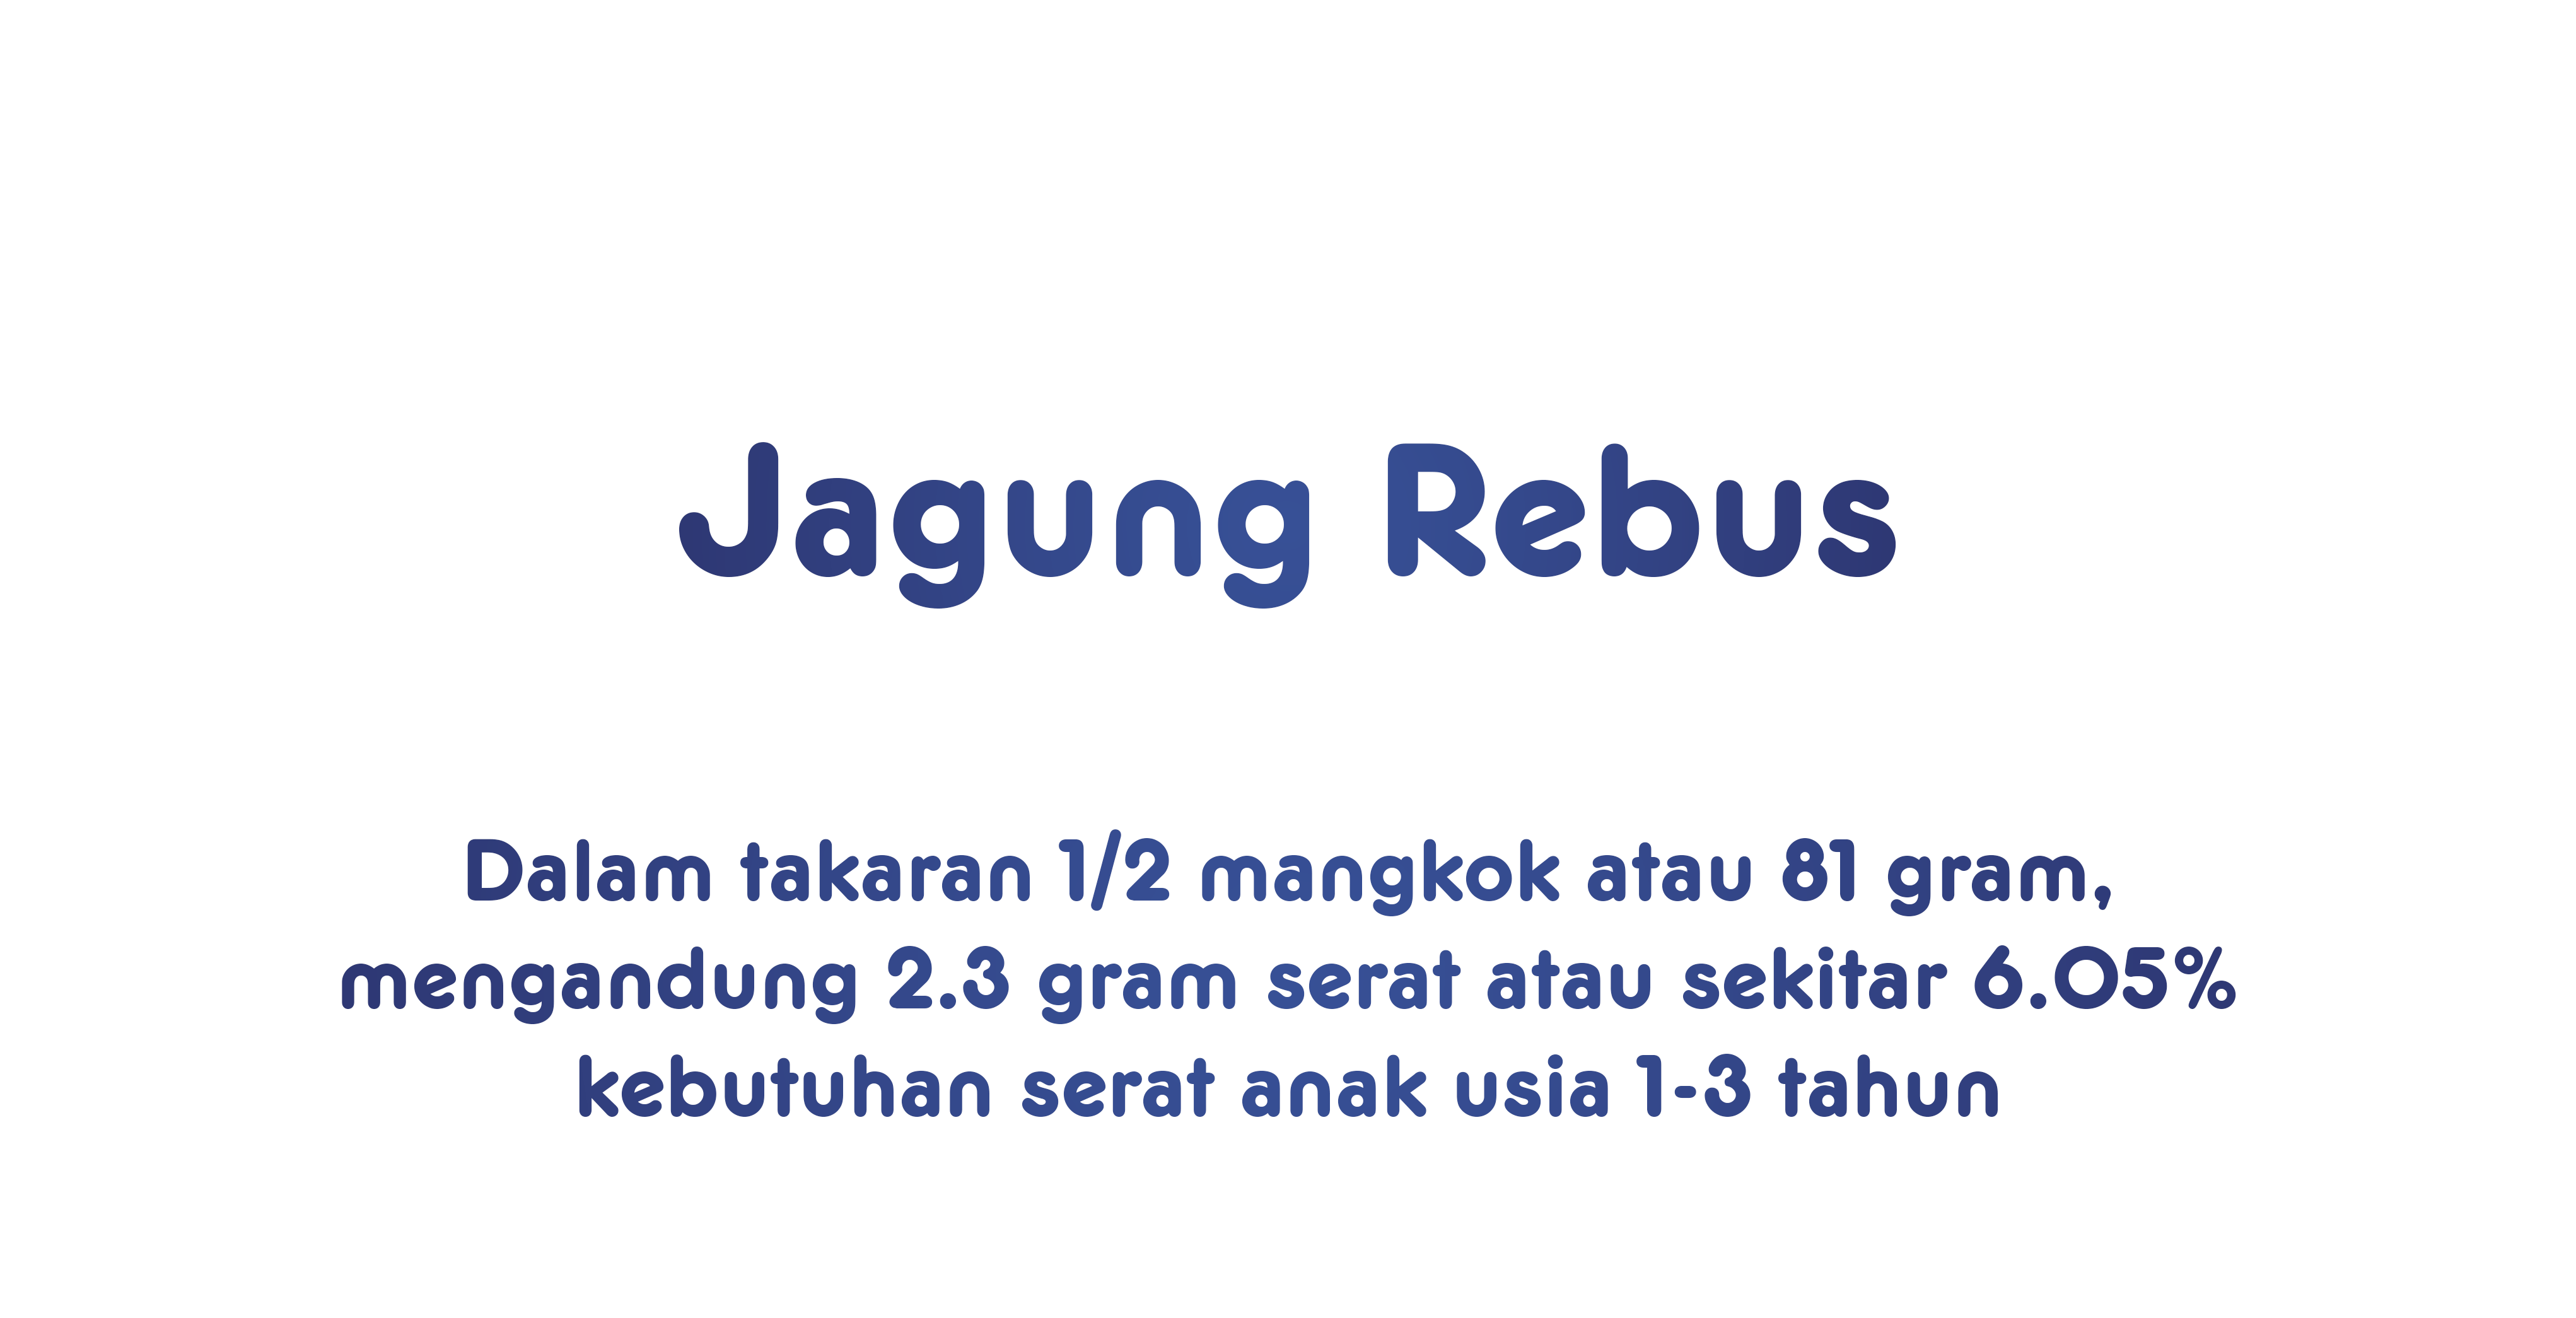 Jagung Rebus
Dalam takaran 1/2 mangkok atau 81 gram,
mengandung 2.3 gram serat atau sekitar 6.05%
kebutuhan serat anak usia 1-3 tahun